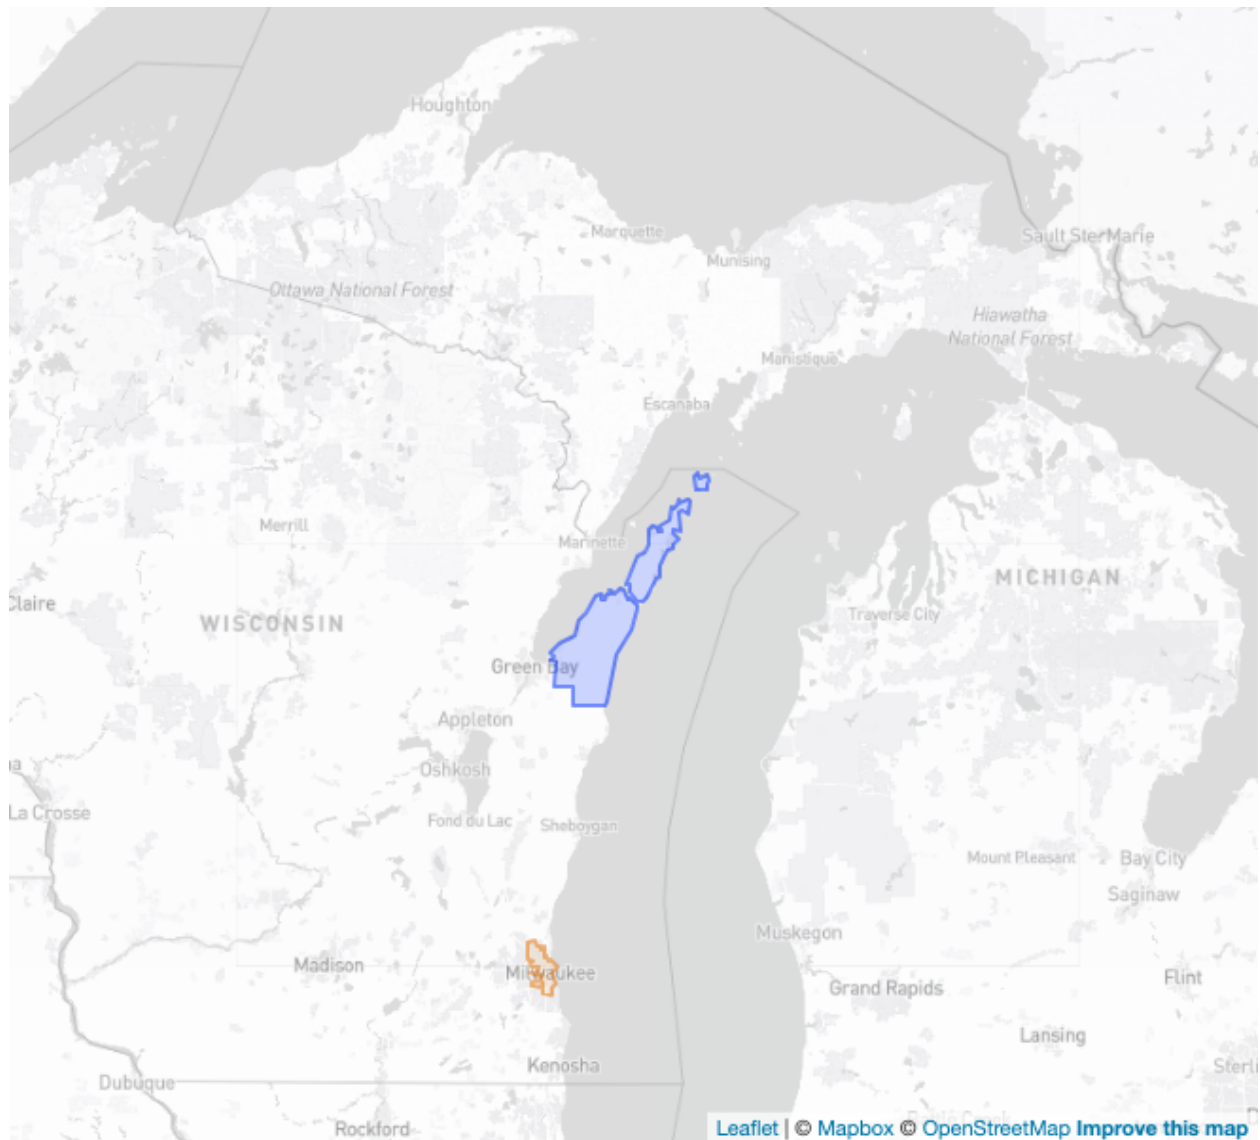 Houghton
Marquette
Sault Ste. Marie
Munising
Ottawa National Forest
Hiawatha
National Forest
Manistique
Escanaba
Merrill
Marinette
MICHIGAN
Claire
WISCONSIN
Traverse City
Green Bay
Appleton
Oshkosh
La Crosse
Fond du Lac
Sheboygan
Mount Pleasant
Bay City
Saginaw
Muskegon
Madison
Milwaukee
Flint
Grand Rapids
Lansing
Kenosha
Sterli
Dubuque
Rockford
Leaflet | © Mapbox © OpenStreetMap Improve this map